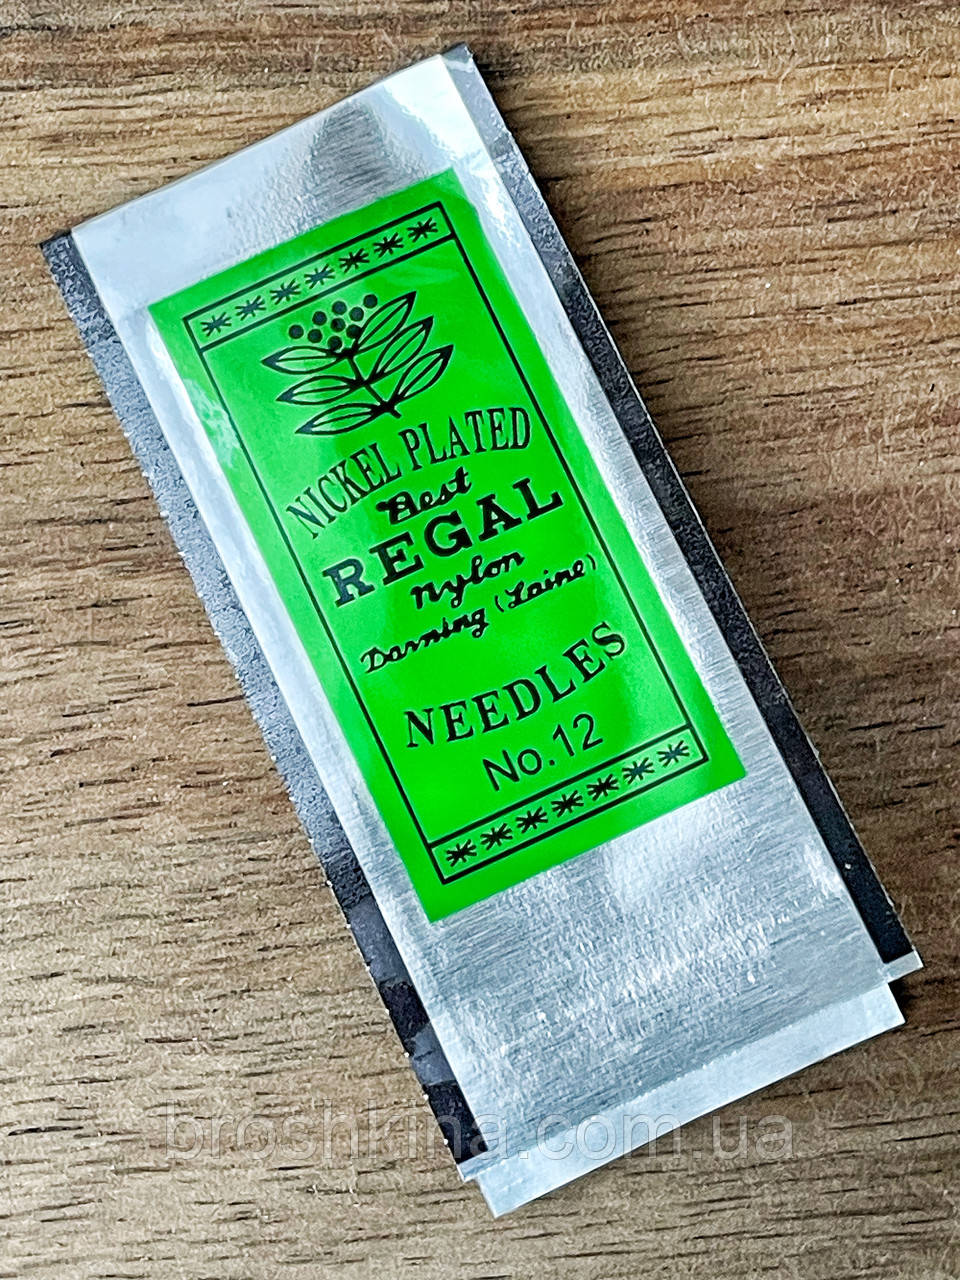 NICKEL PLATED
Best
REGAL
Nylon
Darning (Laine)
NEEDLES
No.12
broshkina.com.ua